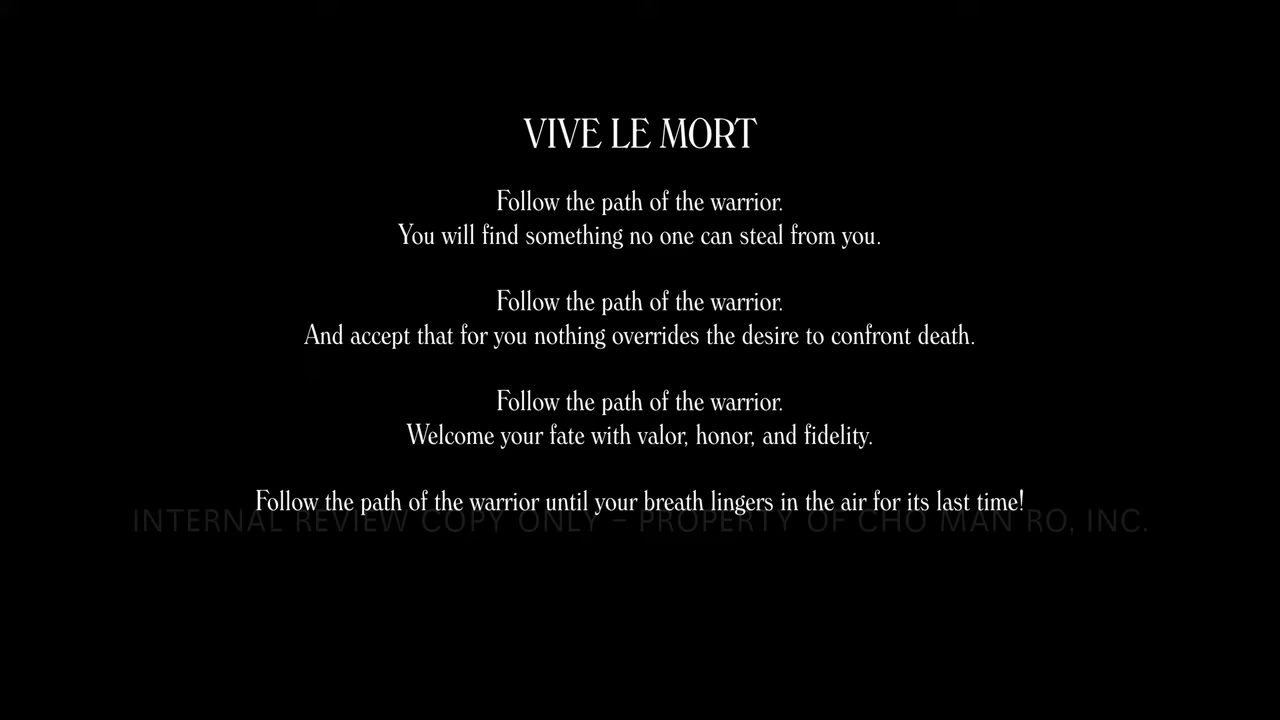 VIVE LE MORT
Follow the path of the warrior.
You will find something no one can steal from you.
Follow the path of the warrior.
And accept that for you nothing overrides the desire to confront death.
Follow the path of the warrior.
Welcome your fate with valor, honor, and fidelity.
Follow the path of the warrior until your breath lingers in the air for its last time!
INTERNAL REVIEW COPY ONLY – PROPERTY OF CHO MAN RO, INC.